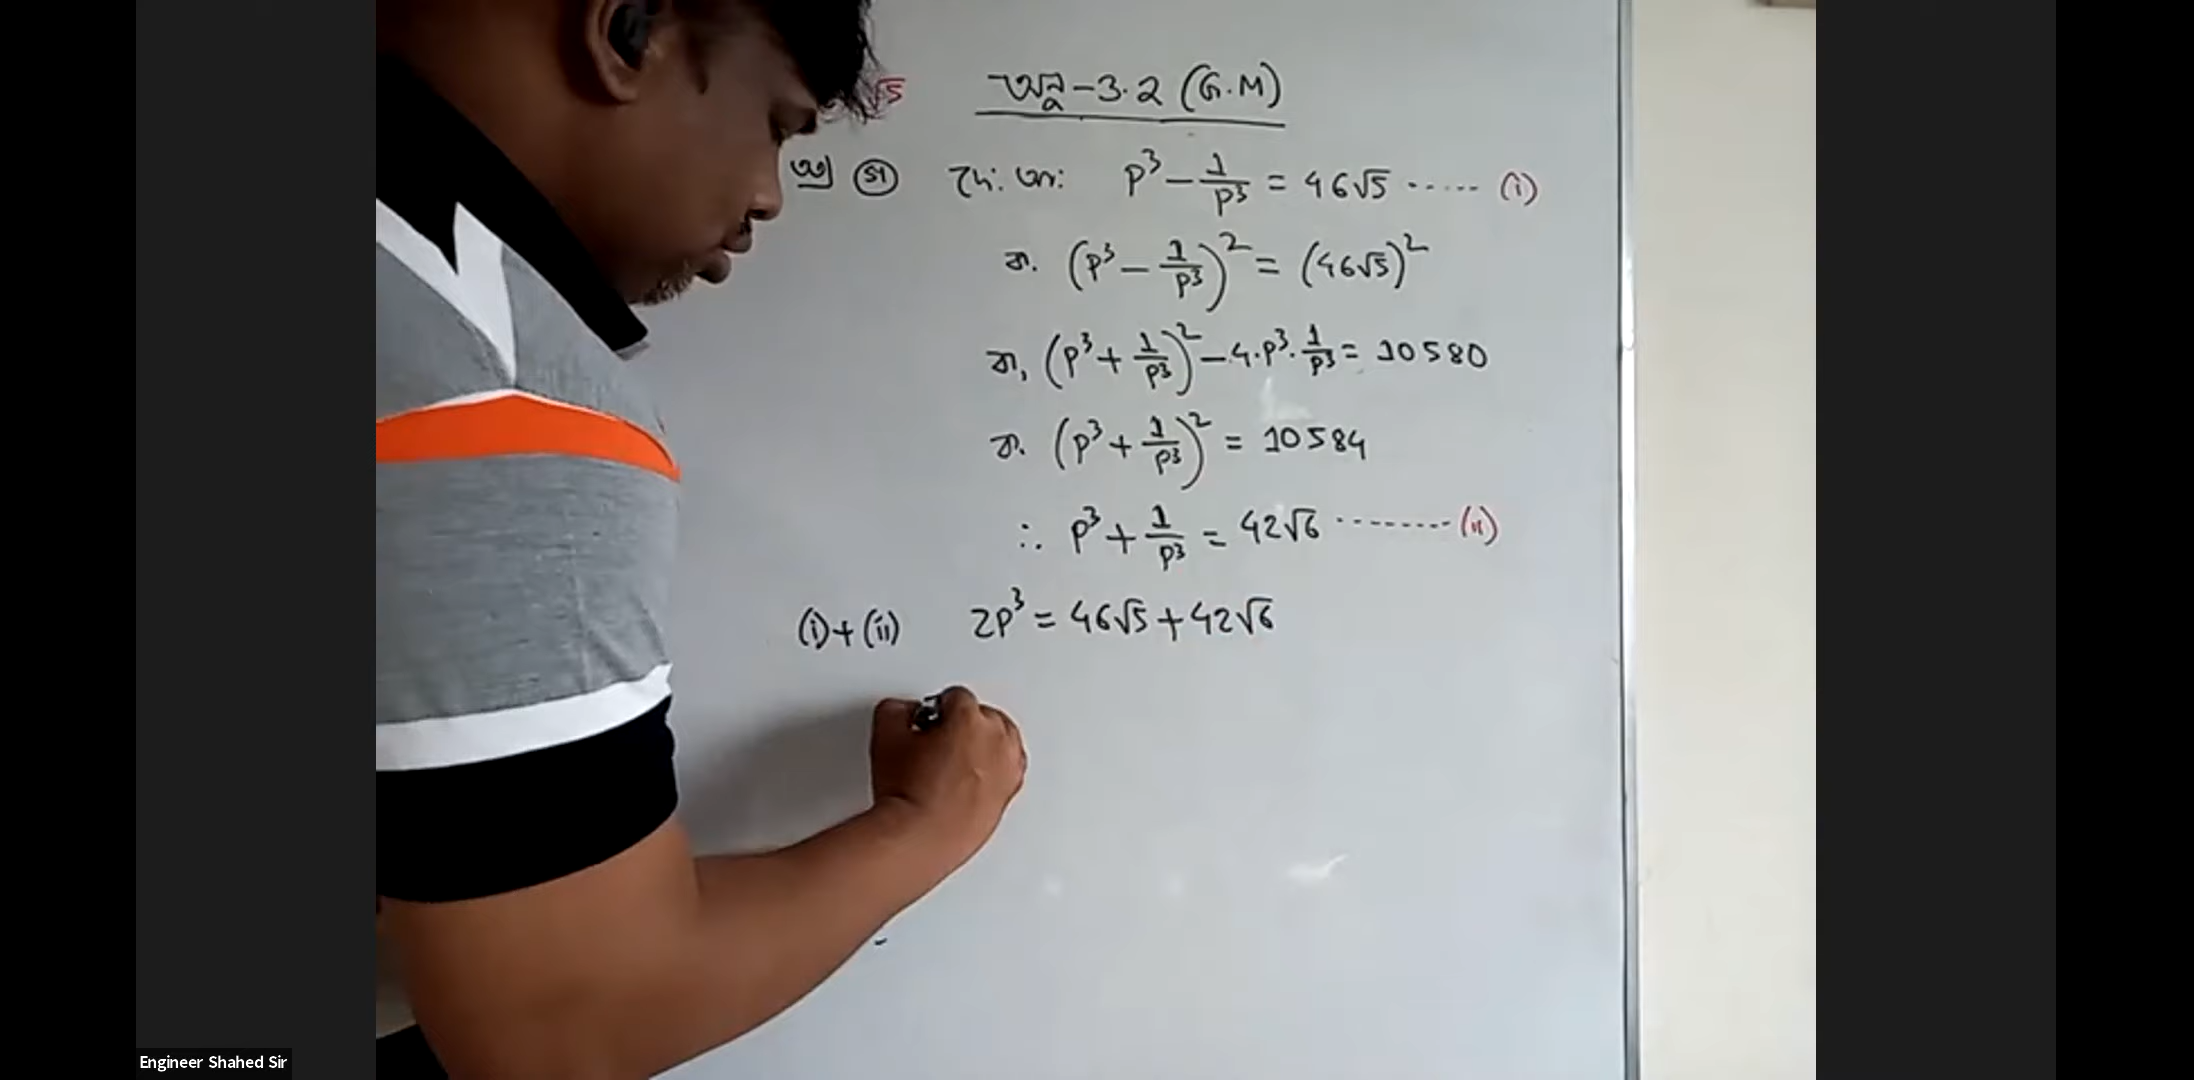 √5
অনু-3.2 (G.M)
অ গ দে: আ: p³ - 1/p³ = 46√5 ...... (i)
বা. (p³ - 1/p³)² = (46√5)²
বা, (p³ + 1/p³)² - 4.p³. 1/p³ = 10580
বা. (p³ + 1/p³)² = 10584
∴ p³ + 1/p³ = 42√6 ......... (ii)
(i)+(ii) 2p³ = 46√5 + 42√6
Engineer Shahed Sir